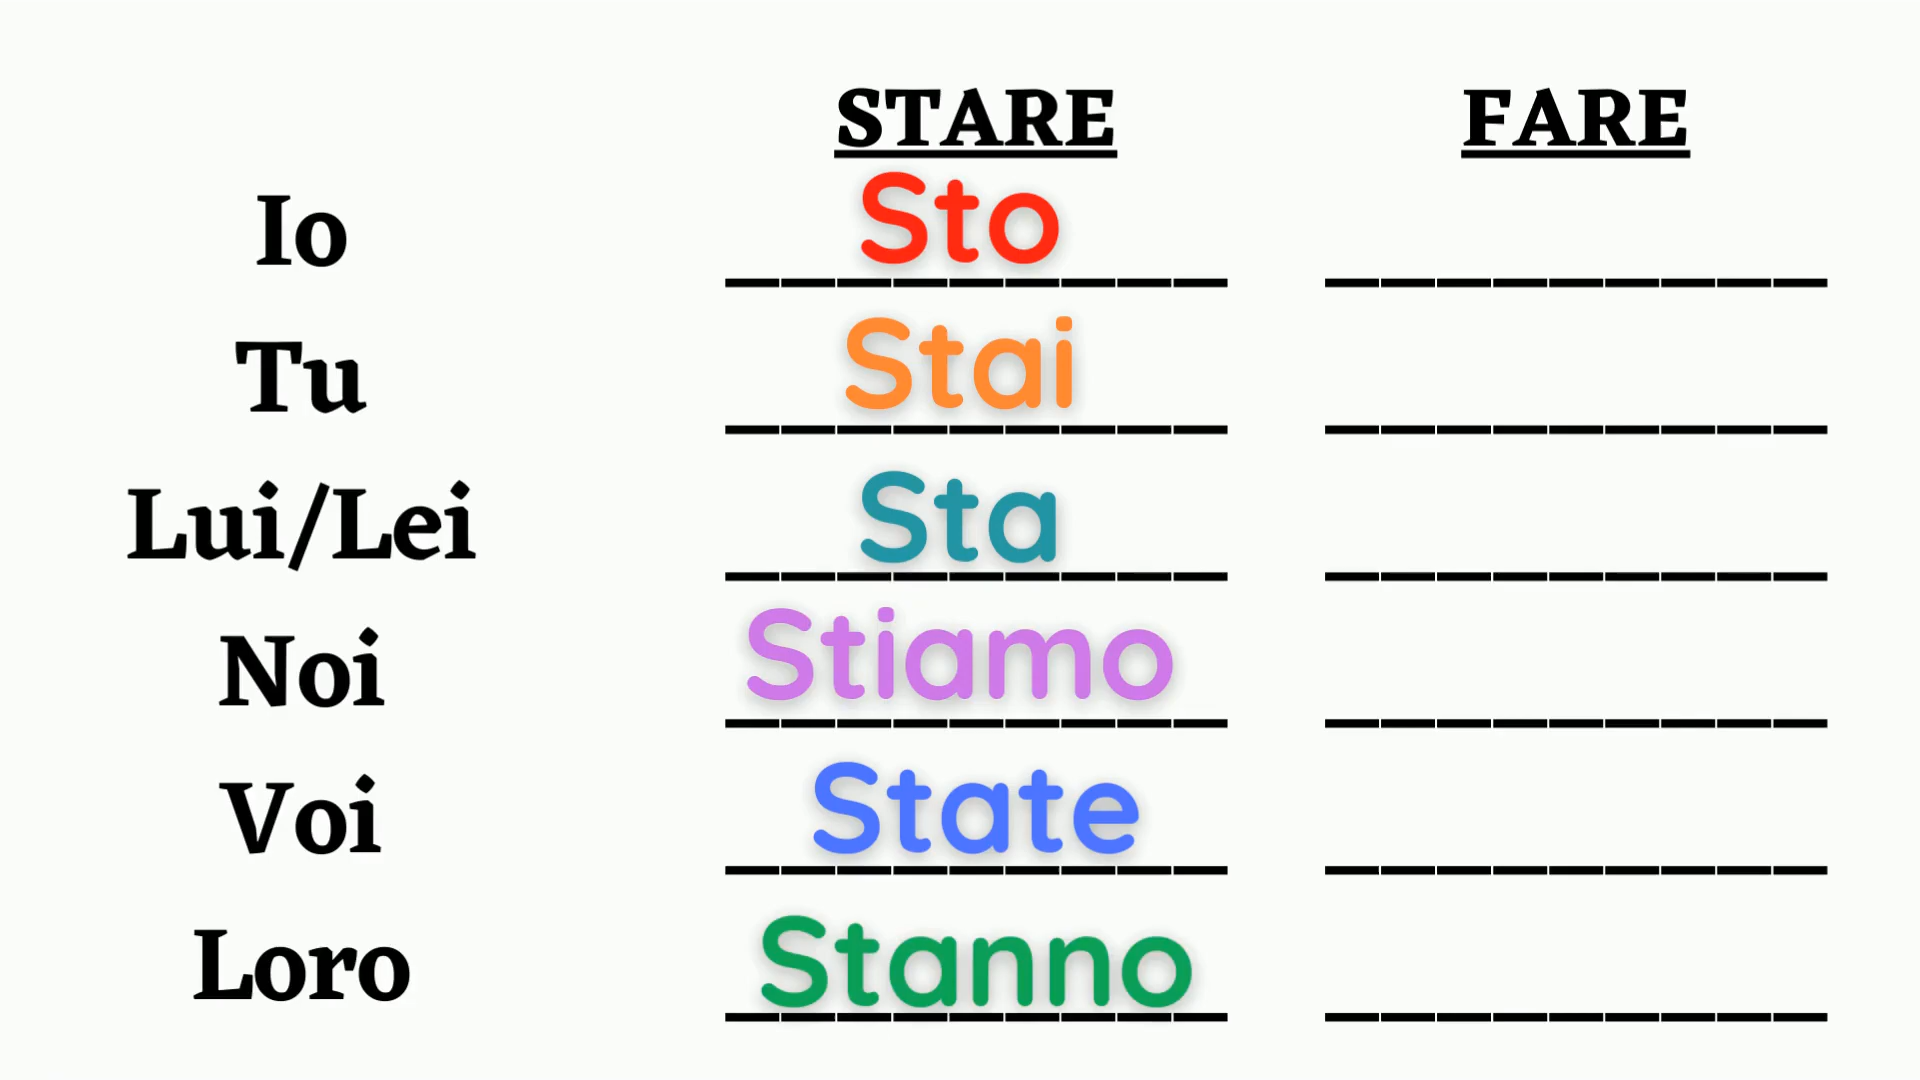 STARE FARE
Io Sto
Tu Stai
Lui/Lei Sta
Noi Stiamo
Voi State
Loro Stanno